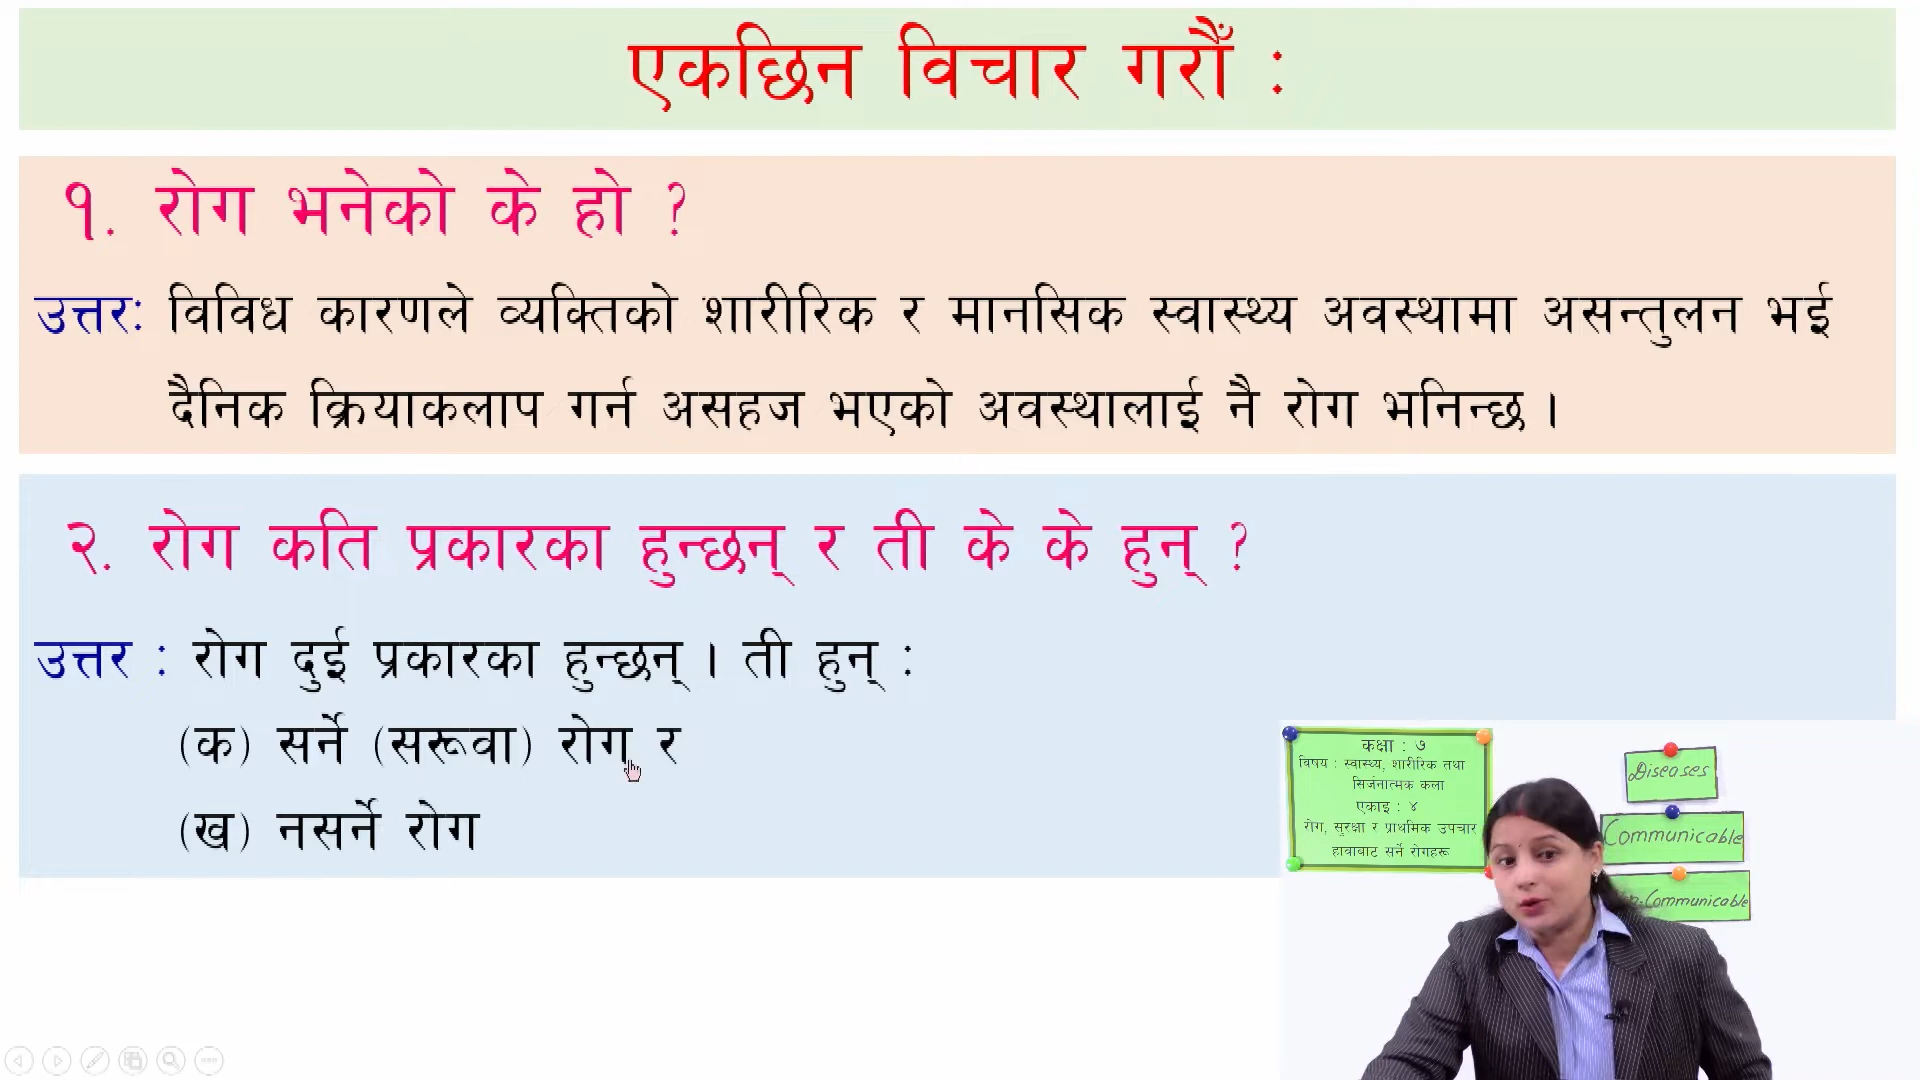 एकछिन विचार गरौँ :
१. रोग भनेको के हो ?
उत्तर: विविध कारणले व्यक्तिको शारीरिक र मानसिक स्वास्थ्य अवस्थामा असन्तुलन भई
दैनिक क्रियाकलाप गर्न असहज भएको अवस्थालाई नै रोग भनिन्छ ।
२. रोग कति प्रकारका हुन्छन् र ती के के हुन् ?
उत्तर : रोग दुई प्रकारका हुन्छन् । ती हुन् :
(क) सर्ने (सरूवा) रोग र
(ख) नसर्ने रोग
कक्षा : ७
विषय : स्वास्थ्य, शारीरिक तथा
सिर्जनात्मक कला
एकाइ : ४
रोग, सुरक्षा र प्राथमिक उपचार
हावाबाट सर्ने रोगहरू
Diseases
Communicable
-Communicable